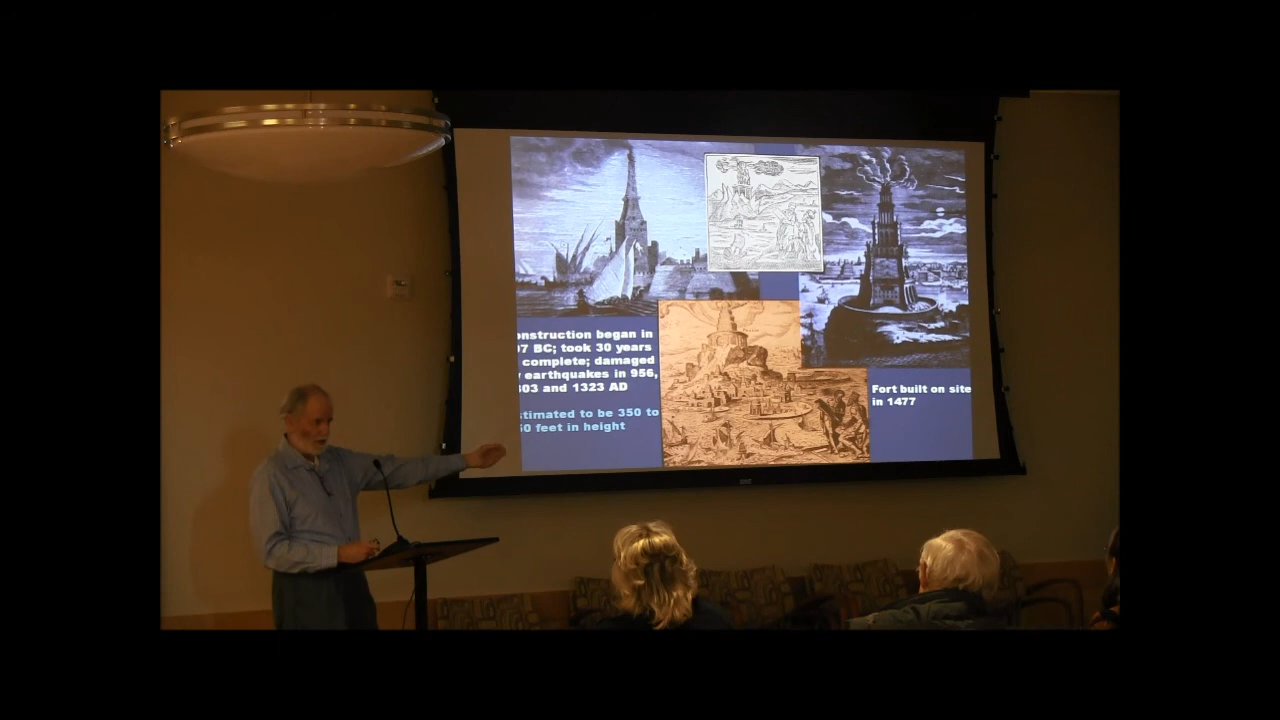 onstruction began in
7 BC; took 30 years
complete; damaged
earthquakes in 956,
03 and 1323 AD
stimated to be 350 to
0 feet in height
Fort built on site
in 1477